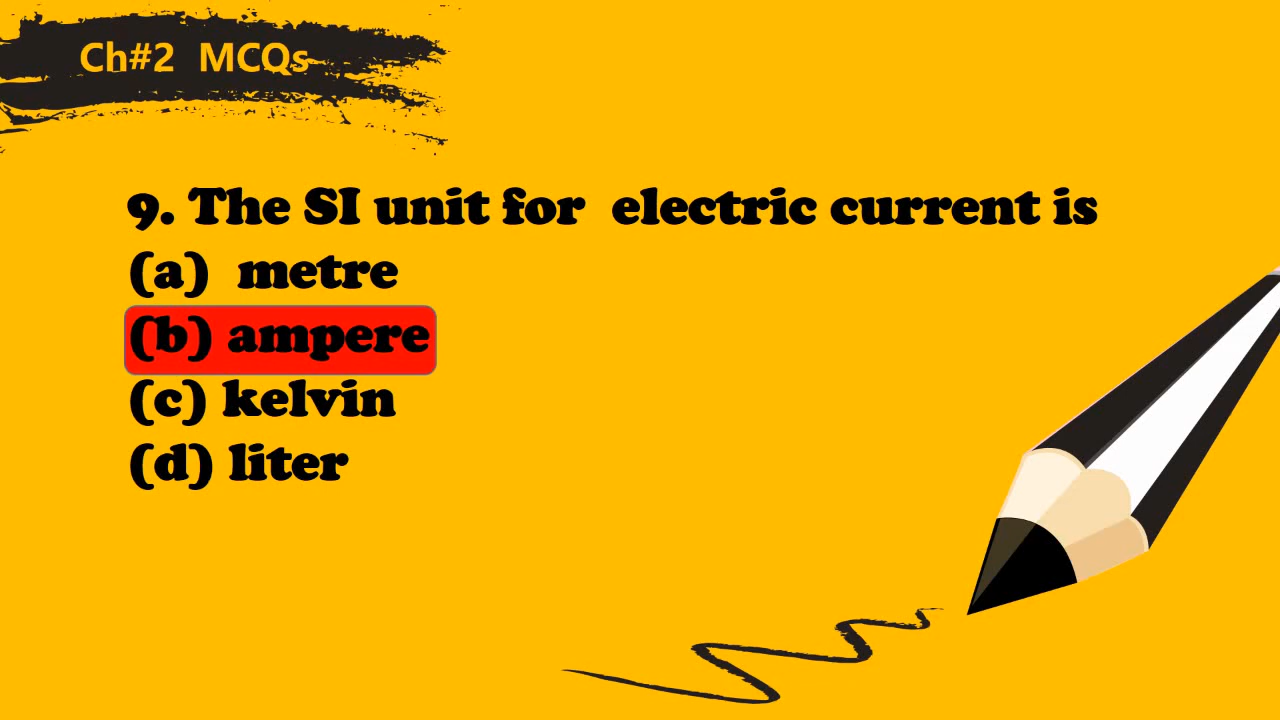 Ch#2 MCQs
9. The SI unit for electric current is
(a) metre
(b) ampere
(c) kelvin
(d) liter